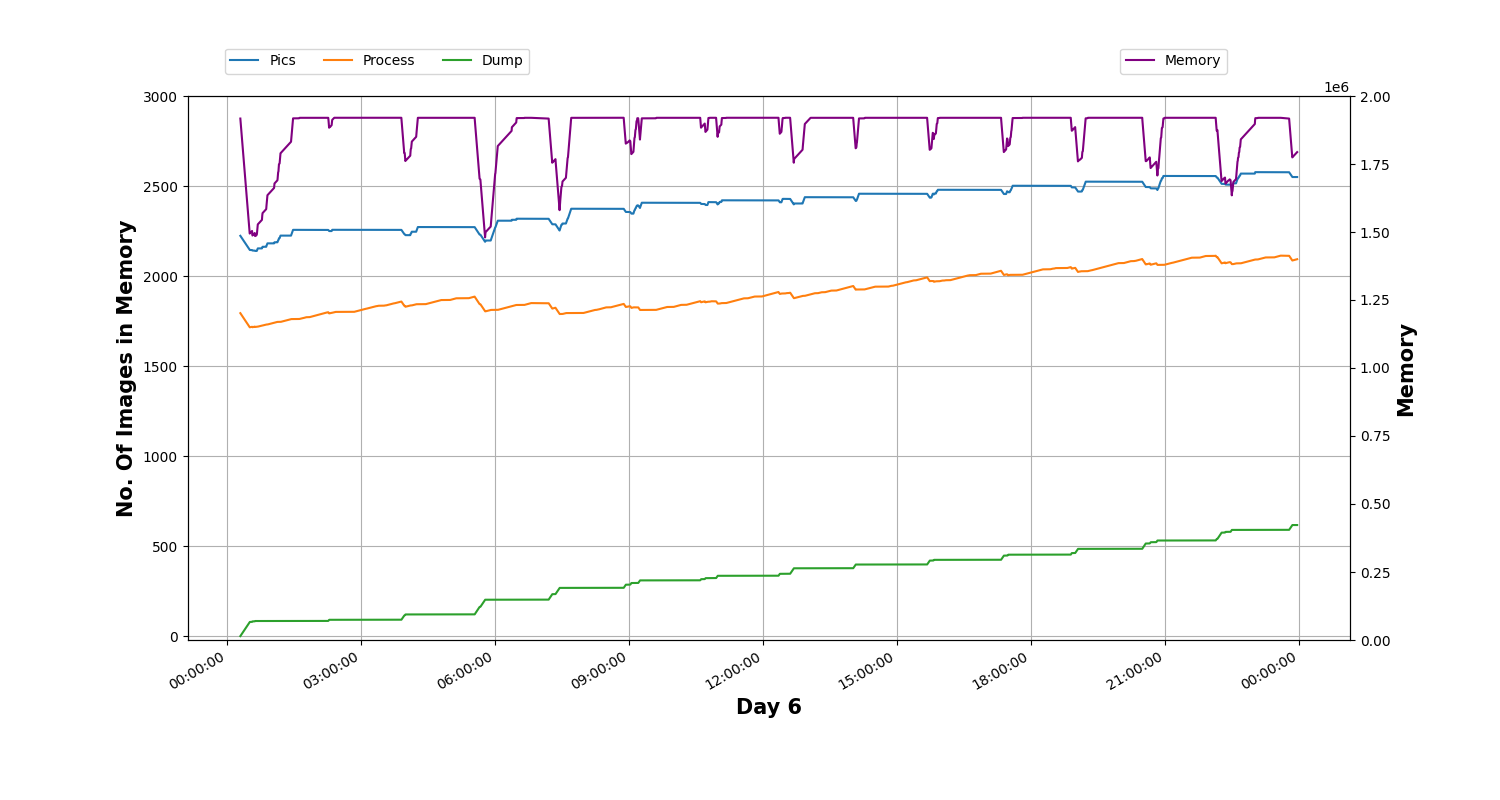 Pics Process Dump Memory
1e6
3000 2.00
2500 1.75
2000 1.50
1500 1.25
1000 1.00
500 0.75
0 0.50
0.25
0.00
No. Of Images in Memory
Memory
00:00:00 03:00:00 06:00:00 09:00:00 12:00:00 15:00:00 18:00:00 21:00:00 00:00:00
Day 6